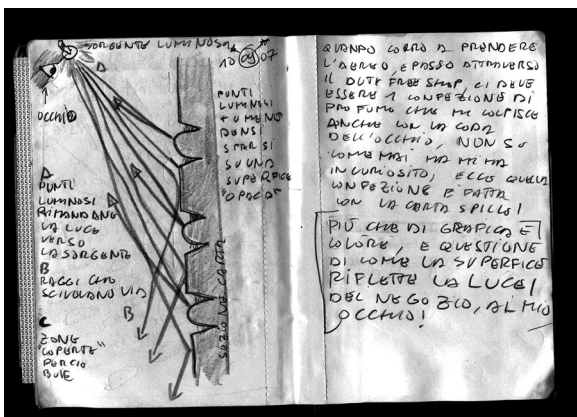 SORGENTE LUMINOSA
10 09 07
OCCHIO
A
PUNTI
LUMINOSI
+ O MENO
DENSI
SPARSI
SU UNA
SUPERFICE
"OPACA"
A
PUNTI
LUMINOSI
RIMANDANO
LA LUCE
VERSO
LA SORGENTE
B
RAGGI CHE
SCIVOLANO VIA
B
C
ZONE
"COPERTE"
PERCIO
BUIE
SEZIONE CARTA
QUANDO CORRO A PRENDERE
L'AEREO, E PASSO ATTRAVERSO
IL DUTY FREE SHOP, CI DEVE
ESSERE 1 CONFEZIONE DI
PROFUMO CHE MI COLPISCE
ANCHE CON LA CODA
DELL'OCCHIO, NON SO
COME MAI MA MI HA
INCURIOSITO, ECCO QUELLA
CONFEZIONE E FATTA
CON LA CARTA SPILLO!
PIÙ CHE DI GRAFICA E
COLORE, E QUESTIONE
DI COME LA SUPERFICE
RIFLETTE LA LUCE
DEL NEGOZIO, AL MIO
OCCHIO!